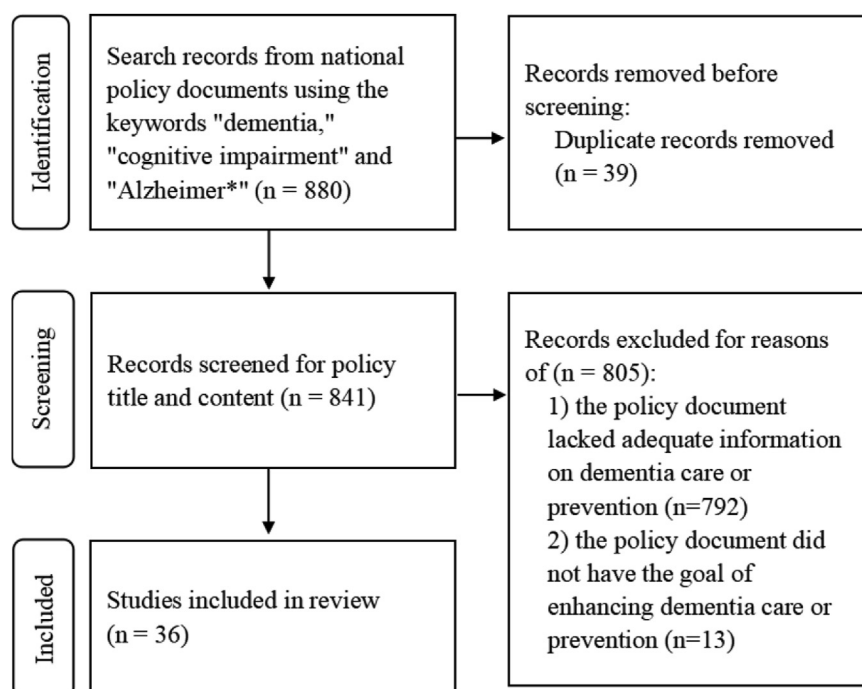 Identification
Search records from national
policy documents using the
keywords "dementia,"
"cognitive impairment" and
"Alzheimer*" (n = 880)
Records removed before
screening:
Duplicate records removed
(n = 39)
Screening
Records screened for policy
title and content (n = 841)
Records excluded for reasons
of (n = 805):
1) the policy document
lacked adequate information
on dementia care or
prevention (n=792)
2) the policy document did
not have the goal of
enhancing dementia care or
prevention (n=13)
Included
Studies included in review
(n = 36)